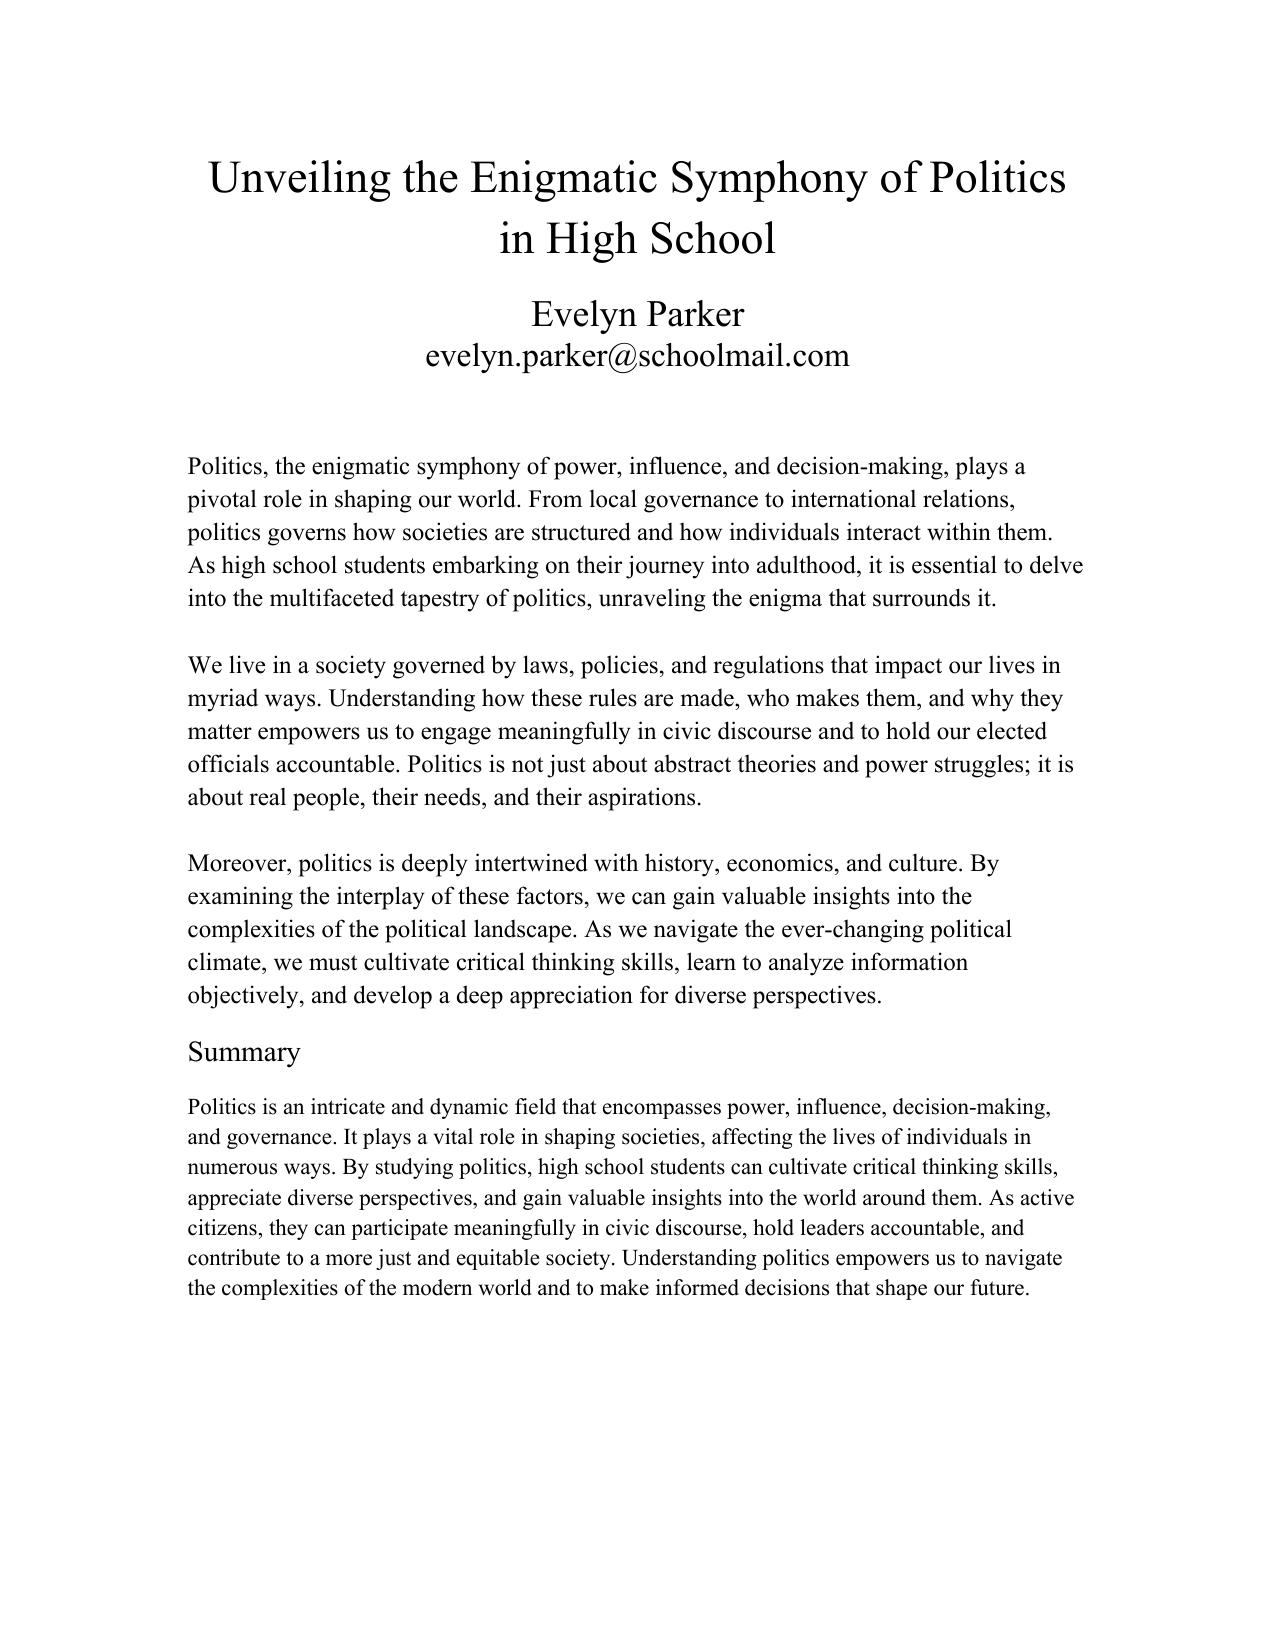 Unveiling the Enigmatic Symphony of Politics
in High School
Evelyn Parker
evelyn.parker@schoolmail.com
Politics, the enigmatic symphony of power, influence, and decision-making, plays a
pivotal role in shaping our world. From local governance to international relations,
politics governs how societies are structured and how individuals interact within them.
As high school students embarking on their journey into adulthood, it is essential to delve
into the multifaceted tapestry of politics, unraveling the enigma that surrounds it.
We live in a society governed by laws, policies, and regulations that impact our lives in
myriad ways. Understanding how these rules are made, who makes them, and why they
matter empowers us to engage meaningfully in civic discourse and to hold our elected
officials accountable. Politics is not just about abstract theories and power struggles; it is
about real people, their needs, and their aspirations.
Moreover, politics is deeply intertwined with history, economics, and culture. By
examining the interplay of these factors, we can gain valuable insights into the
complexities of the political landscape. As we navigate the ever-changing political
climate, we must cultivate critical thinking skills, learn to analyze information
objectively, and develop a deep appreciation for diverse perspectives.
Summary
Politics is an intricate and dynamic field that encompasses power, influence, decision-making,
and governance. It plays a vital role in shaping societies, affecting the lives of individuals in
numerous ways. By studying politics, high school students can cultivate critical thinking skills,
appreciate diverse perspectives, and gain valuable insights into the world around them. As active
citizens, they can participate meaningfully in civic discourse, hold leaders accountable, and
contribute to a more just and equitable society. Understanding politics empowers us to navigate
the complexities of the modern world and to make informed decisions that shape our future.